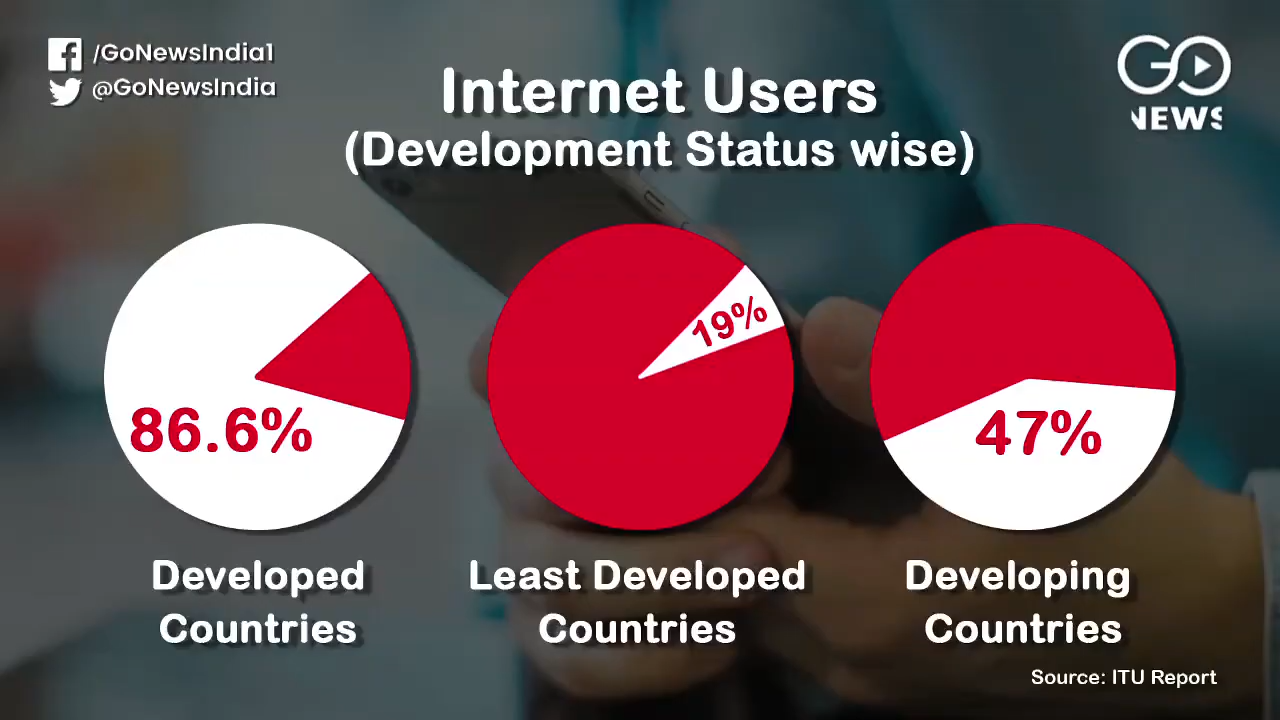 /GoNewsIndia1
@GoNewsIndia
GO
NEWS
Internet Users
(Development Status wise)
86.6%
19%
47%
Developed
Countries
Least Developed
Countries
Developing
Countries
Source: ITU Report